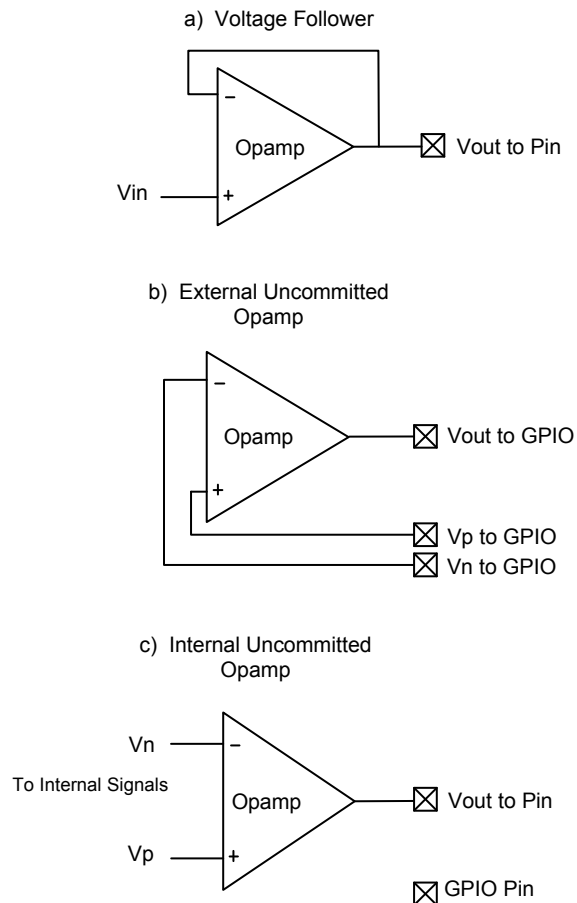 a) Voltage Follower
−
Opamp
Vout to Pin
Vin
+
b) External Uncommitted
Opamp
−
Opamp
Vout to GPIO
+
Vp to GPIO
Vn to GPIO
c) Internal Uncommitted
Opamp
Vn
−
To Internal Signals
Opamp
Vout to Pin
Vp
+
GPIO Pin